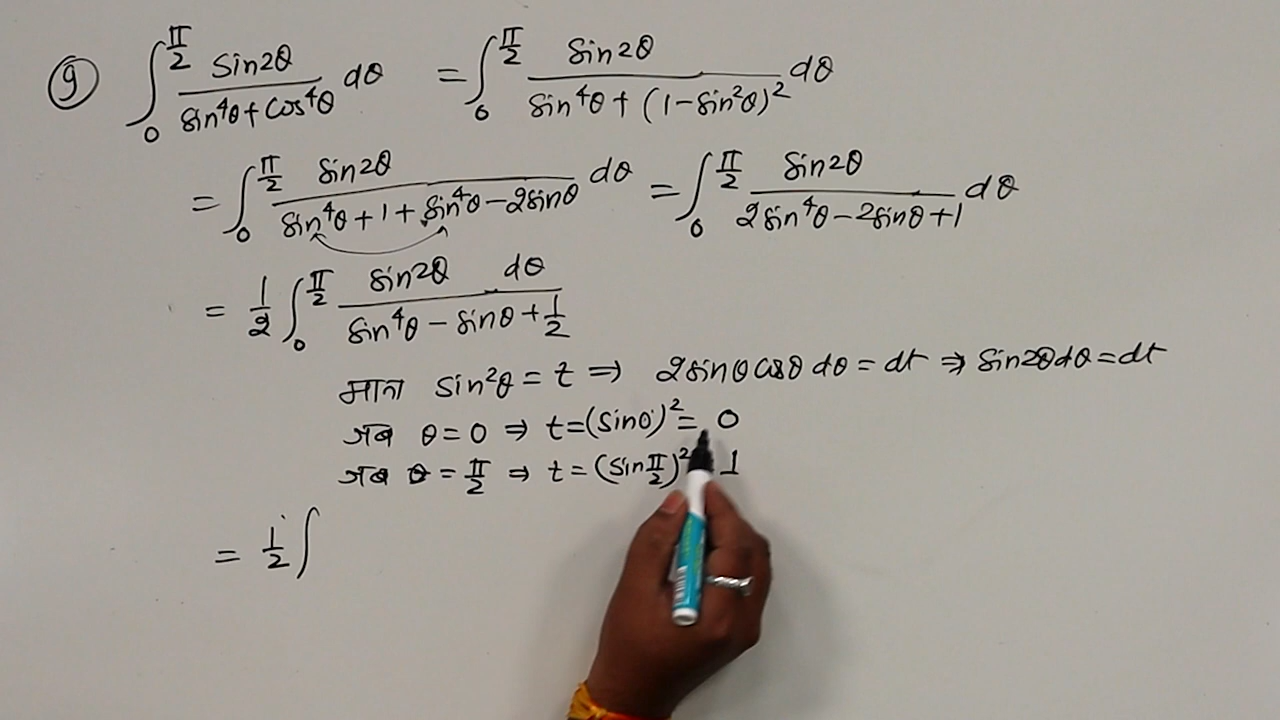 9 ∫₀^{π/2} sin2θ/(sin⁴θ + cos⁴θ) dθ = ∫₀^{π/2} sin2θ/(sin⁴θ + (1 − sin²θ)²) dθ
= ∫₀^{π/2} sin2θ/(sin⁴θ + 1 + sin⁴θ − 2sinθ) dθ = ∫₀^{π/2} sin2θ/(2sin⁴θ − 2sinθ + 1) dθ
= 1/2 ∫₀^{π/2} sin2θ dθ/(sin⁴θ − sinθ + 1/2)
माना sin²θ = t ⇒ 2sinθ cosθ dθ = dt ⇒ sin2θ dθ = dt
जब θ = 0 ⇒ t = (sin0)² = 0
जब θ = π/2 ⇒ t = (sin π/2)² 1
= 1/2 ∫